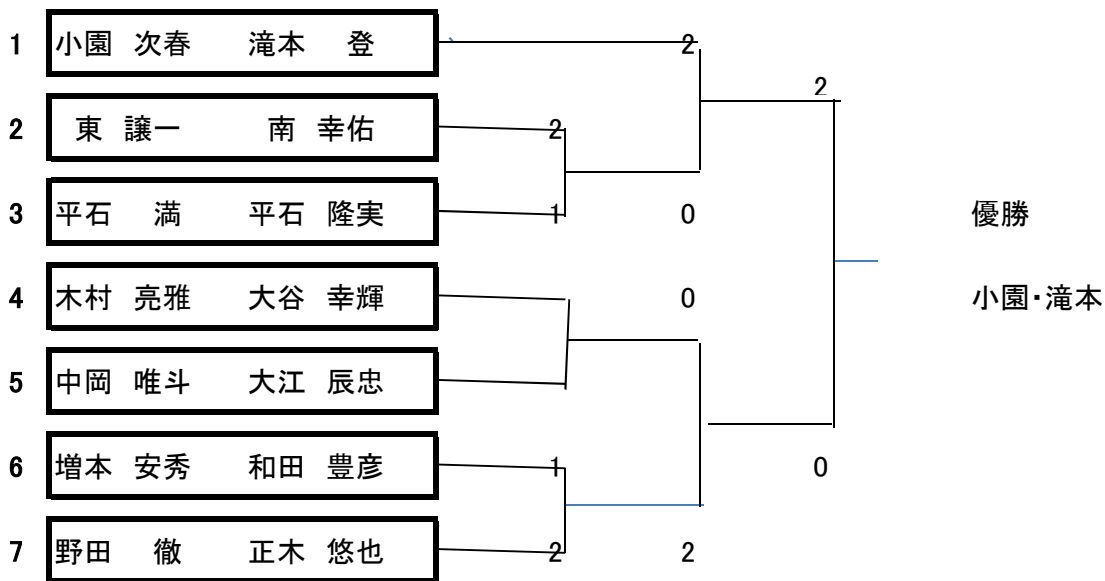 1 小園 次春 滝本 登 2
2
2 東 譲一 南 幸佑 2
3 平石 満 平石 隆実 1 0 優勝
4 木村 亮雅 大谷 幸輝 0 小園・滝本
5 中岡 唯斗 大江 辰忠
6 増本 安秀 和田 豊彦 1 0
7 野田 徹 正木 悠也 2 2